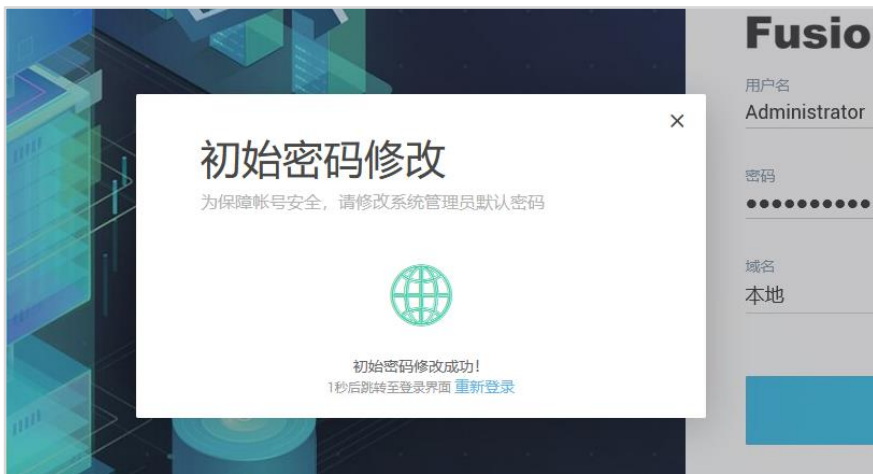 初始密码修改
为保障帐号安全，请修改系统管理员默认密码
初始密码修改成功！
1秒后跳转至登录界面 重新登录
Fusio
用户名
Administrator
密码
域名
本地